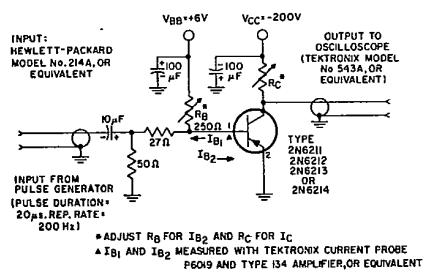 VBB=+6V
VCC=-200V
INPUT:
HEWLETT-PACKARD
MODEL No. 214A, OR
EQUIVALENT
OUTPUT TO
OSCILLOSCOPE
(TEKTRONIX MODEL
No 543A, OR
EQUIVALENT)
+ 100
μF
-
- 100
μF
+
RB*
RC*
10μF
- +
27Ω
250Ω
1
IB1 ▲
IB2
2
50Ω
TYPE
2N6211
2N6212
2N6213
OR
2N6214
INPUT FROM
PULSE GENERATOR
(PULSE DURATION=
20μs. REP. RATE=
200 Hz)
* ADJUST RB FOR IB2 AND RC FOR IC
▲ IB1 AND IB2 MEASURED WITH TEKTRONIX CURRENT PROBE
P6019 AND TYPE 134 AMPLIFIER, OR EQUIVALENT